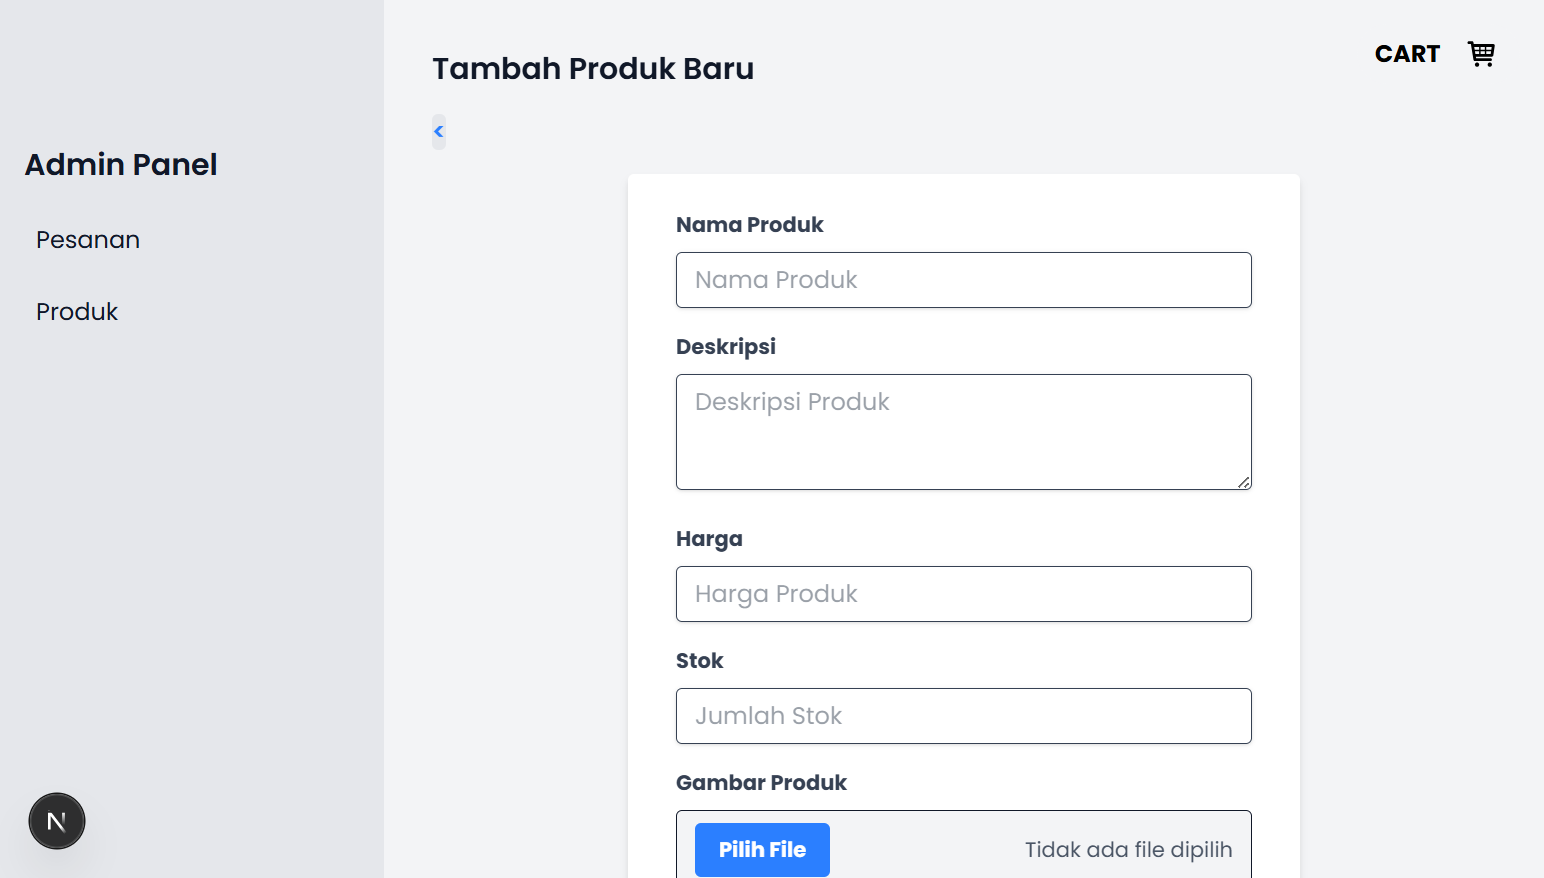 Tambah Produk Baru
CART
<
Admin Panel
Pesanan
Produk
Nama Produk
Nama Produk
Deskripsi
Deskripsi Produk
Harga
Harga Produk
Stok
Jumlah Stok
Gambar Produk
Pilih File
Tidak ada file dipilih
N